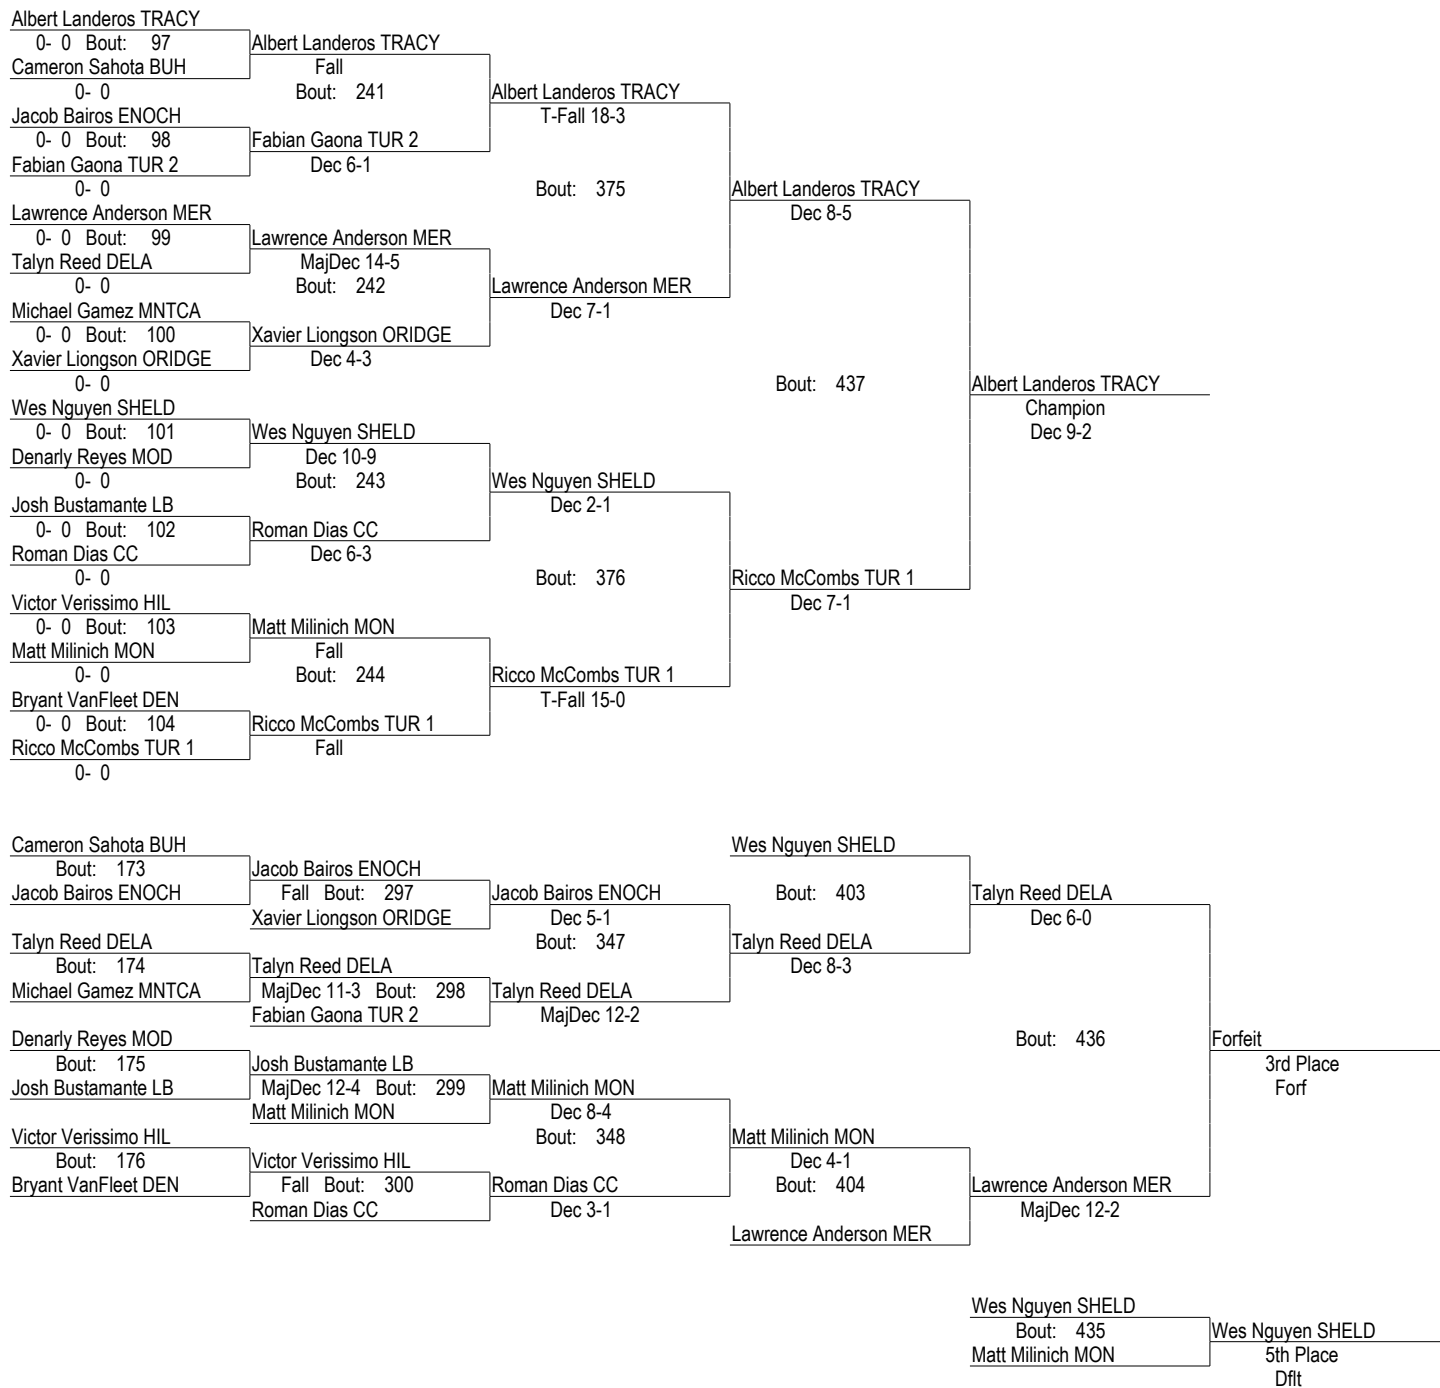 Albert Landeros TRACY
0- 0 Bout: 97 Albert Landeros TRACY
Cameron Sahota BUH Fall
0- 0 Bout: 241 Albert Landeros TRACY
Jacob Bairos ENOCH T-Fall 18-3
0- 0 Bout: 98 Fabian Gaona TUR 2
Fabian Gaona TUR 2 Dec 6-1
0- 0 Bout: 375 Albert Landeros TRACY
Lawrence Anderson MER Dec 8-5
0- 0 Bout: 99 Lawrence Anderson MER
Talyn Reed DELA MajDec 14-5
0- 0 Bout: 242 Lawrence Anderson MER
Michael Gamez MNTCA Dec 7-1
0- 0 Bout: 100 Xavier Liongson ORIDGE
Xavier Liongson ORIDGE Dec 4-3
0- 0 Bout: 437 Albert Landeros TRACY
Wes Nguyen SHELD Champion
0- 0 Bout: 101 Wes Nguyen SHELD Dec 9-2
Denarly Reyes MOD Dec 10-9
0- 0 Bout: 243 Wes Nguyen SHELD
Josh Bustamante LB Dec 2-1
0- 0 Bout: 102 Roman Dias CC
Roman Dias CC Dec 6-3
0- 0 Bout: 376 Ricco McCombs TUR 1
Victor Verissimo HIL Dec 7-1
0- 0 Bout: 103 Matt Milinich MON
Matt Milinich MON Fall
0- 0 Bout: 244 Ricco McCombs TUR 1
Bryant VanFleet DEN T-Fall 15-0
0- 0 Bout: 104 Ricco McCombs TUR 1
Ricco McCombs TUR 1 Fall
0- 0
Cameron Sahota BUH Wes Nguyen SHELD
Bout: 173 Jacob Bairos ENOCH
Jacob Bairos ENOCH Fall Bout: 297 Jacob Bairos ENOCH Bout: 403 Talyn Reed DELA
Xavier Liongson ORIDGE Dec 5-1 Dec 6-0
Talyn Reed DELA Bout: 347 Talyn Reed DELA
Bout: 174 Talyn Reed DELA Dec 8-3
Michael Gamez MNTCA MajDec 11-3 Bout: 298 Talyn Reed DELA
Fabian Gaona TUR 2 MajDec 12-2
Denarly Reyes MOD Bout: 436 Forfeit
Bout: 175 Josh Bustamante LB 3rd Place
Josh Bustamante LB MajDec 12-4 Bout: 299 Matt Milinich MON Forf
Matt Milinich MON Dec 8-4
Victor Verissimo HIL Bout: 348 Matt Milinich MON
Bout: 176 Victor Verissimo HIL Dec 4-1
Bryant VanFleet DEN Fall Bout: 300 Roman Dias CC Bout: 404 Lawrence Anderson MER
Roman Dias CC Dec 3-1 MajDec 12-2
Lawrence Anderson MER
Wes Nguyen SHELD
Bout: 435 Wes Nguyen SHELD
Matt Milinich MON 5th Place
Dflt